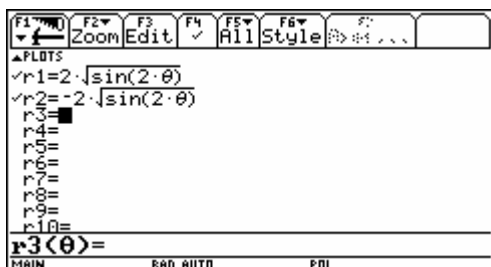 F1 F2 F3 F4 F5 F6 F7
Zoom Edit ✓ All Style
PLOTS
✓r1=2·√sin(2·θ)
✓r2=-2·√sin(2·θ)
r3=
r4=
r5=
r6=
r7=
r8=
r9=
r10=
r3(θ)=
MAIN RAD AUTO POL